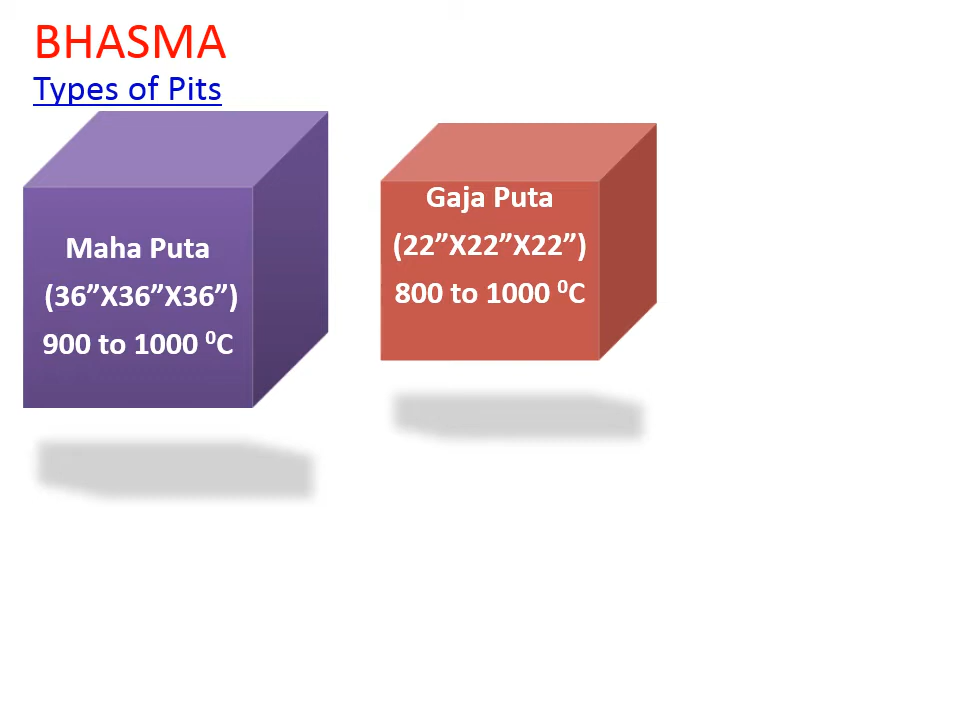 BHASMA
Types of Pits
Maha Puta
(36”X36”X36”)
900 to 1000 ⁰C
Gaja Puta
(22”X22”X22”)
800 to 1000 ⁰C